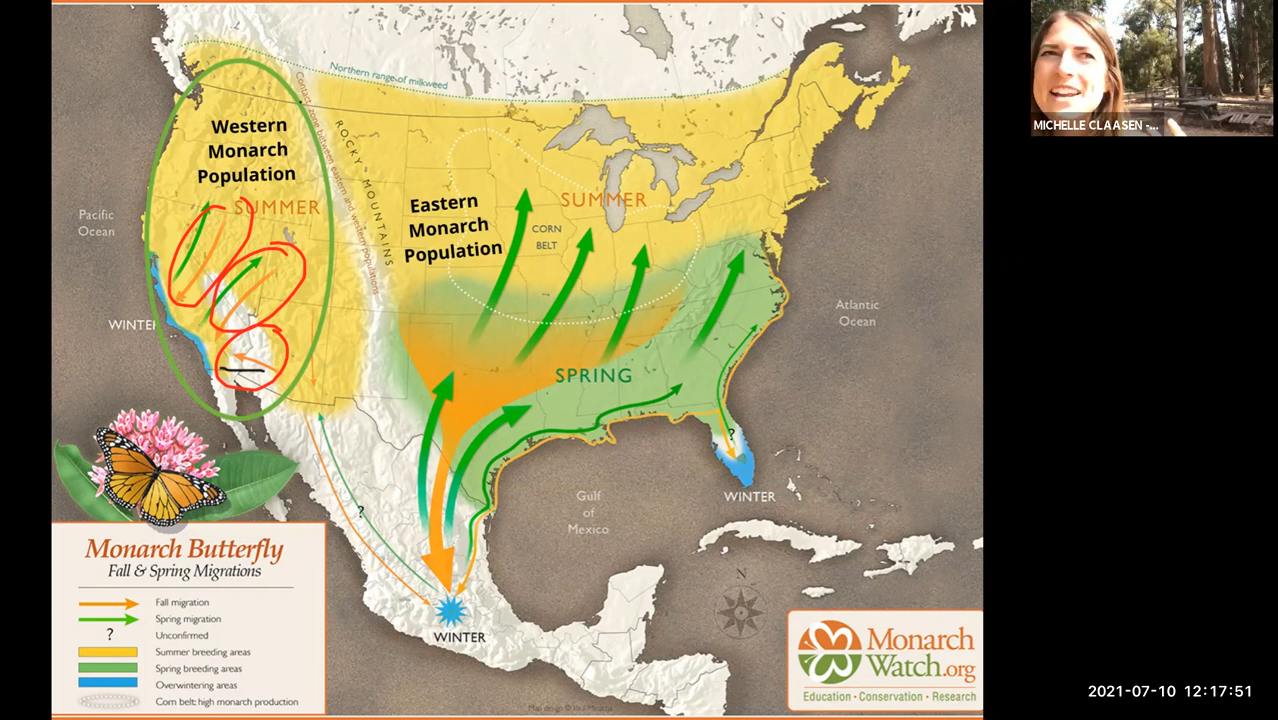 Northern range of milkweed
Contact zone between eastern and western populations
ROCKY MOUNTAINS
Western
Monarch
Population
SUMMER
Eastern
Monarch
Population
SUMMER
CORN
BELT
Pacific
Ocean
WINTER
Atlantic
Ocean
SPRING
?
WINTER
Gulf
of
Mexico
?
N
WINTER
Monarch Butterfly
Fall & Spring Migrations
Fall migration
Spring migration
? Unconfirmed
Summer breeding areas
Spring breeding areas
Overwintering areas
Corn belt: high monarch production
Monarch
Watch.org
Education • Conservation • Research
MICHELLE CLAASEN -...
2021-07-10 12:17:51